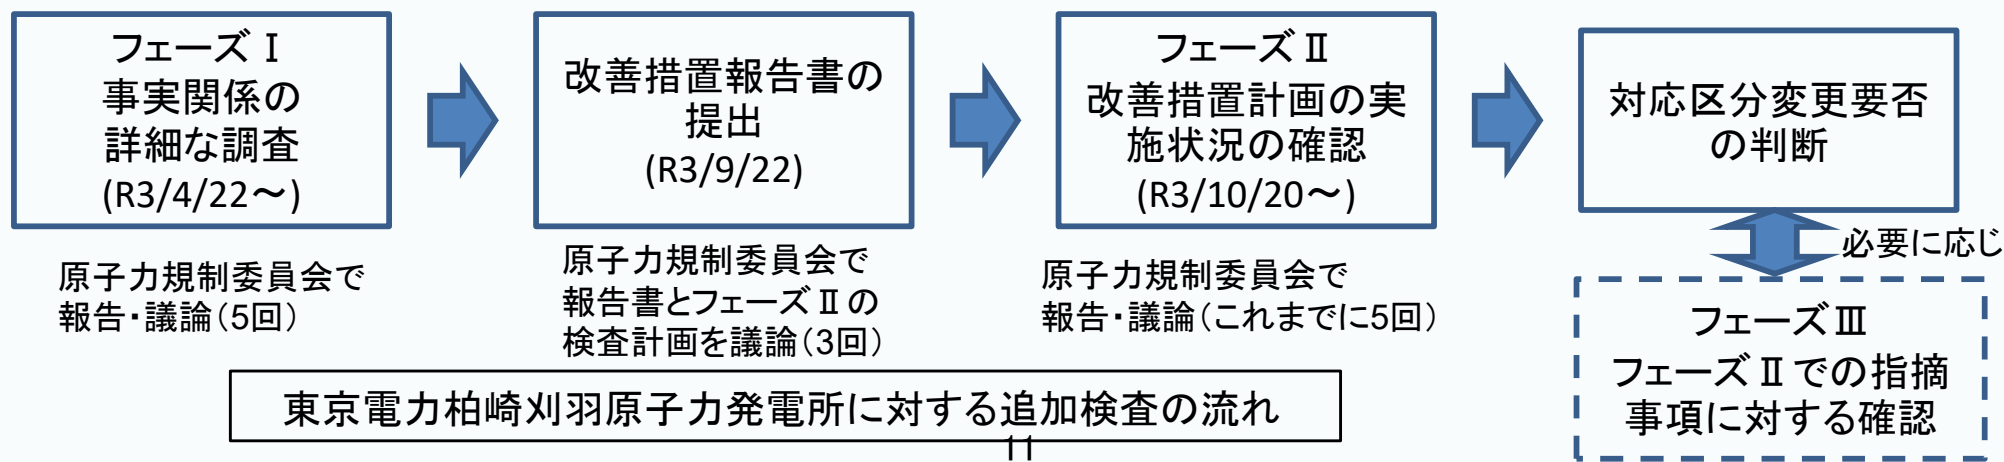 フェーズⅠ
事実関係の
詳細な調査
(R3/4/22～)
原子力規制委員会で
報告・議論(5回)
改善措置報告書の
提出
(R3/9/22)
原子力規制委員会で
報告書とフェーズⅡの
検査計画を議論(3回)
フェーズⅡ
改善措置計画の実
施状況の確認
(R3/10/20～)
原子力規制委員会で
報告・議論(これまでに5回)
対応区分変更要否
の判断
必要に応じ
フェーズⅢ
フェーズⅡでの指摘
事項に対する確認
東京電力柏崎刈羽原子力発電所に対する追加検査の流れ
11